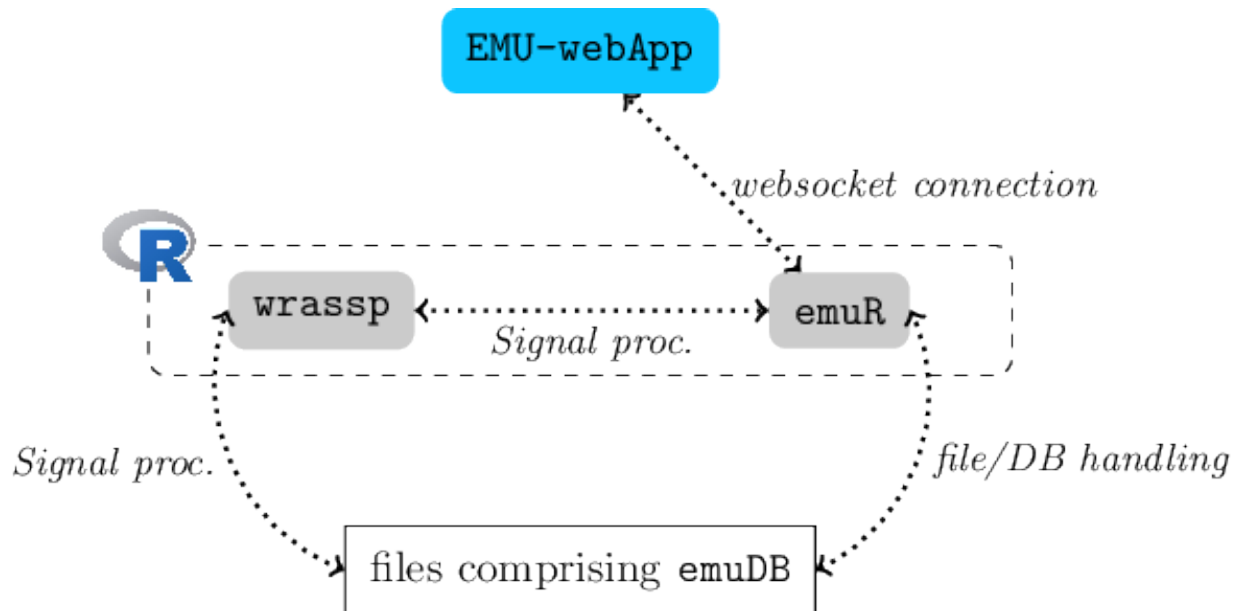 EMU-webApp
websocket connection
R
wrassp
emuR
Signal proc.
Signal proc.
file/DB handling
files comprising emuDB